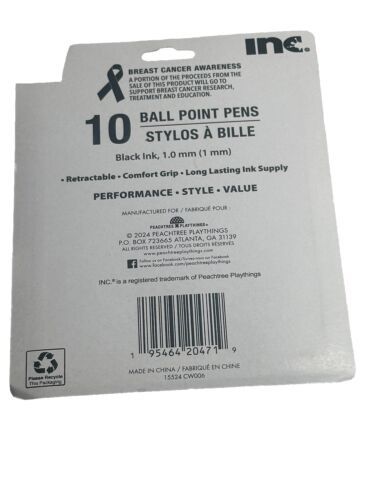 INC.®
BREAST CANCER AWARENESS
A PORTION OF THE PROCEEDS FROM THE
SALE OF THIS PRODUCT WILL GO TO
SUPPORT BREAST CANCER RESEARCH,
TREATMENT AND EDUCATION.
10 BALL POINT PENS
STYLOS À BILLE
Black Ink, 1.0 mm (1 mm)
• Retractable • Comfort Grip • Long Lasting Ink Supply
PERFORMANCE • STYLE • VALUE
MANUFACTURED FOR / FABRIQUÉ POUR :
PEACHTREE PLAYTHINGS®
© 2024 PEACHTREE PLAYTHINGS
P.O. BOX 723665 ATLANTA, GA 31139
ALL RIGHTS RESERVED / TOUS DROITS RÉSERVÉS
www.peachtreeplaythings.com
Follow us on Facebook/
www.facebook.com/peachtreeplaythings
INC.® is a registered trademark of Peachtree Playthings
1 95464 20471 9
Please Recycle
This Packaging
MADE IN CHINA / FABRIQUÉ EN CHINE
15524 CW006